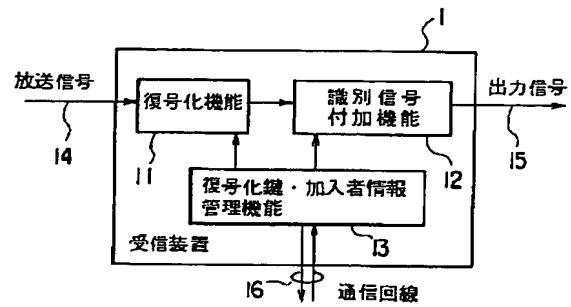 1
放送信号
復号化機能
識別信号
付加機能
出力信号
14
11
12
15
復号化鍵・加入者情報
管理機能
受信装置
13
16
通信回線